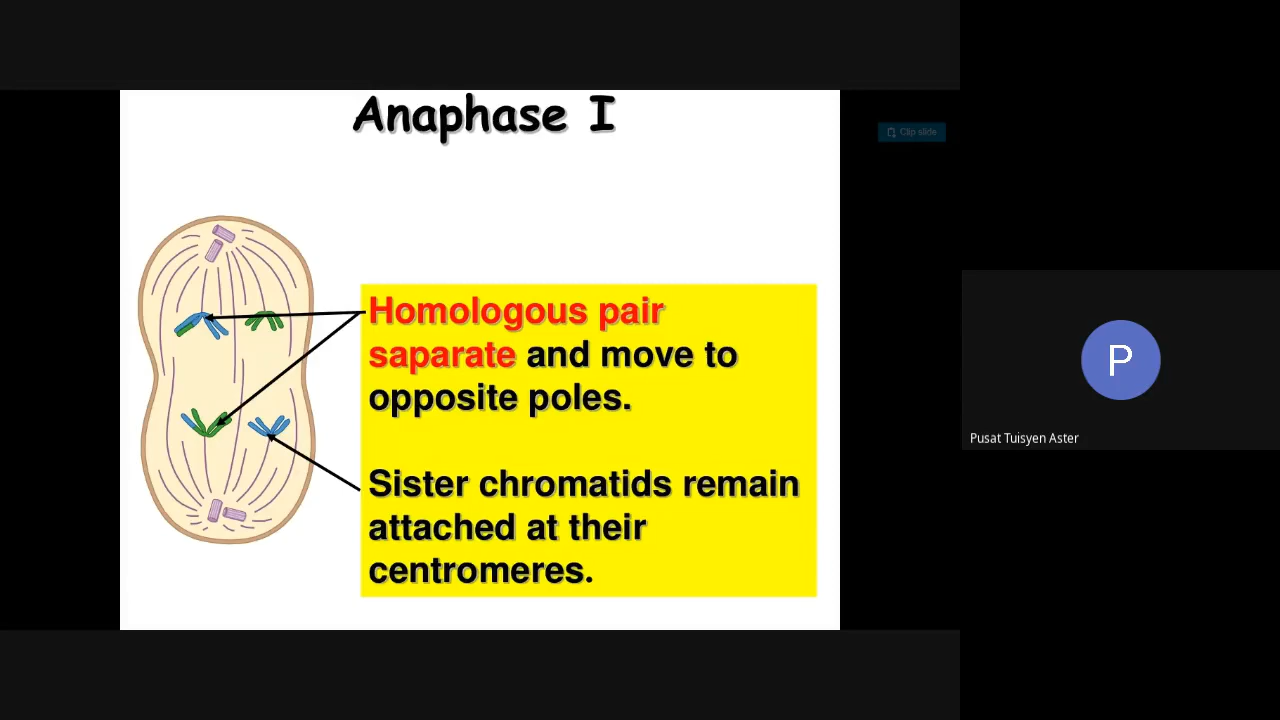 Anaphase I
Clip slide
Homologous pair
saparate and move to
opposite poles.
Sister chromatids remain
attached at their
centromeres.
P
Pusat Tuisyen Aster